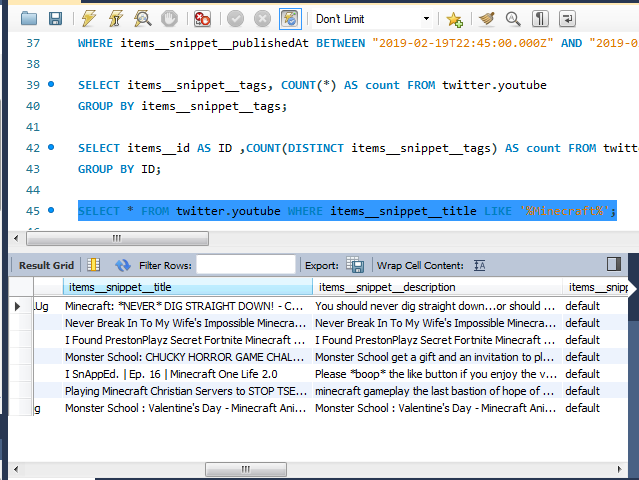 Don't Limit
37 WHERE items__snippet__publishedAt BETWEEN "2019-02-19T22:45:00.000Z" AND "2019-0
38
39 SELECT items__snippet__tags, COUNT(*) AS count FROM twitter.youtube
40 GROUP BY items__snippet__tags;
41
42 SELECT items__id AS ID ,COUNT(DISTINCT items__snippet__tags) AS count FROM twitt
43 GROUP BY ID;
44
45 SELECT * FROM twitter.youtube WHERE items__snippet__title LIKE '%Minecraft%';
Result Grid Filter Rows: Export: Wrap Cell Content: IA
items__snippet__title items__snippet__description items__snipp
Ug Minecraft: *NEVER* DIG STRAIGHT DOWN! - C... You should never dig straight down...or should ... default
Never Break In To My Wife's Impossible Minecra... Never Break In To My Wife's Impossible Minecra... default
I Found PrestonPlayz Secret Fortnite Minecraft ... I Found PrestonPlayz Secret Fortnite Minecraft ... default
Monster School: CHUCKY HORROR GAME CHAL... Monster School get a gift and an invitation to pl... default
I SnAppEd. | Ep. 16 | Minecraft One Life 2.0 Please *boop* the like button if you enjoy the v... default
Playing Minecraft Christian Servers to STOP TSE... minecraft gameplay the last bastion of hope of ... default
g Monster School : Valentine's Day - Minecraft Ani... Monster School : Valentine's Day - Minecraft Ani... default